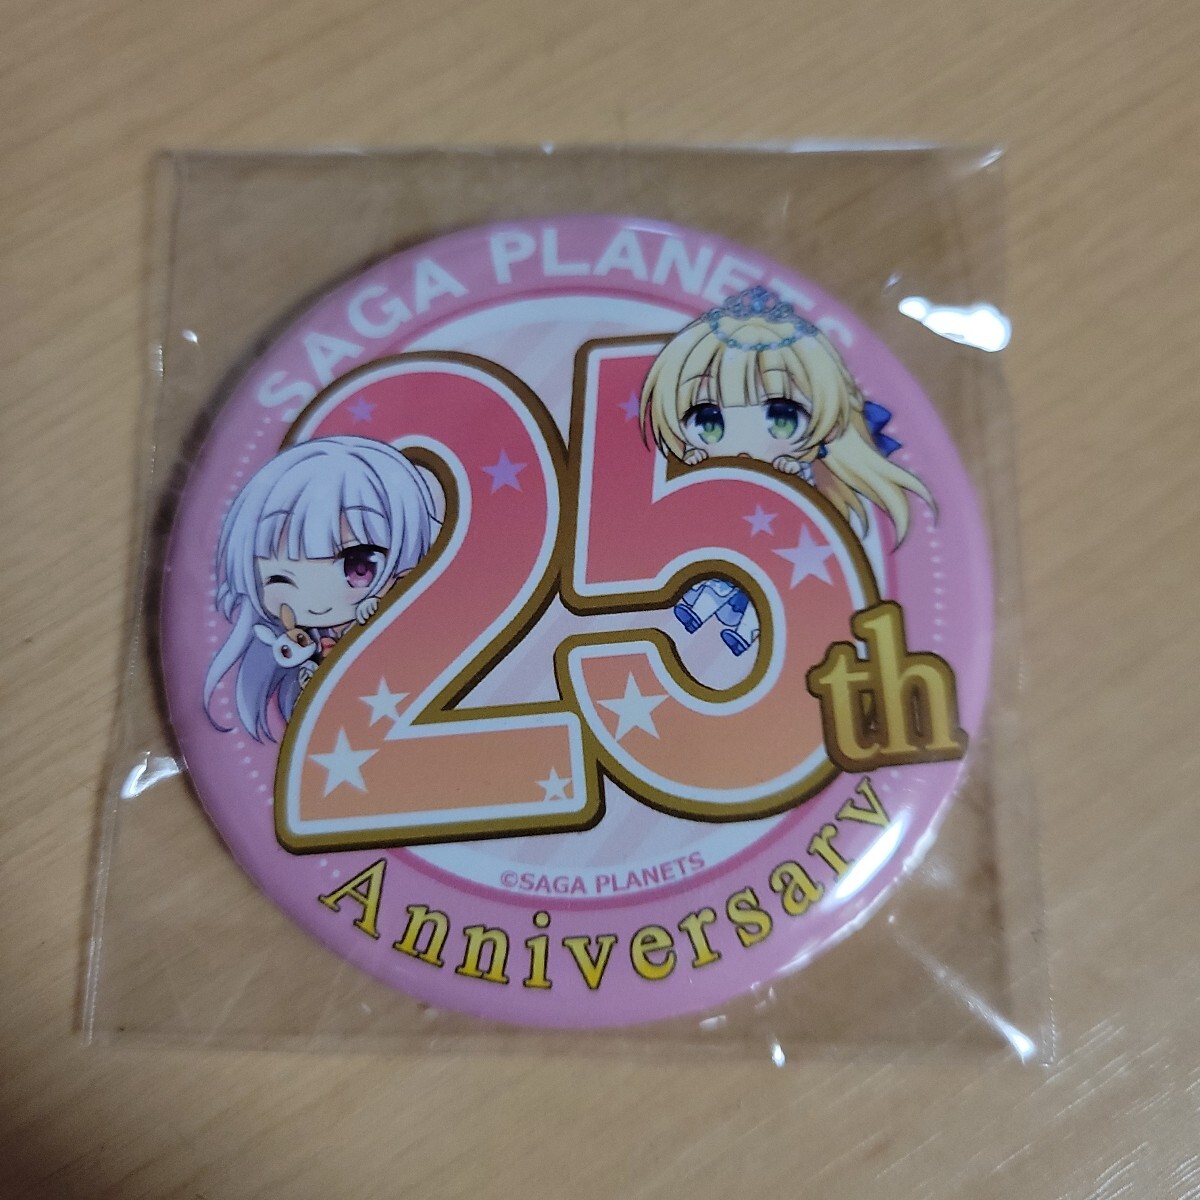 SAGA PLANETS
25th
©SAGA PLANETS
Anniversary